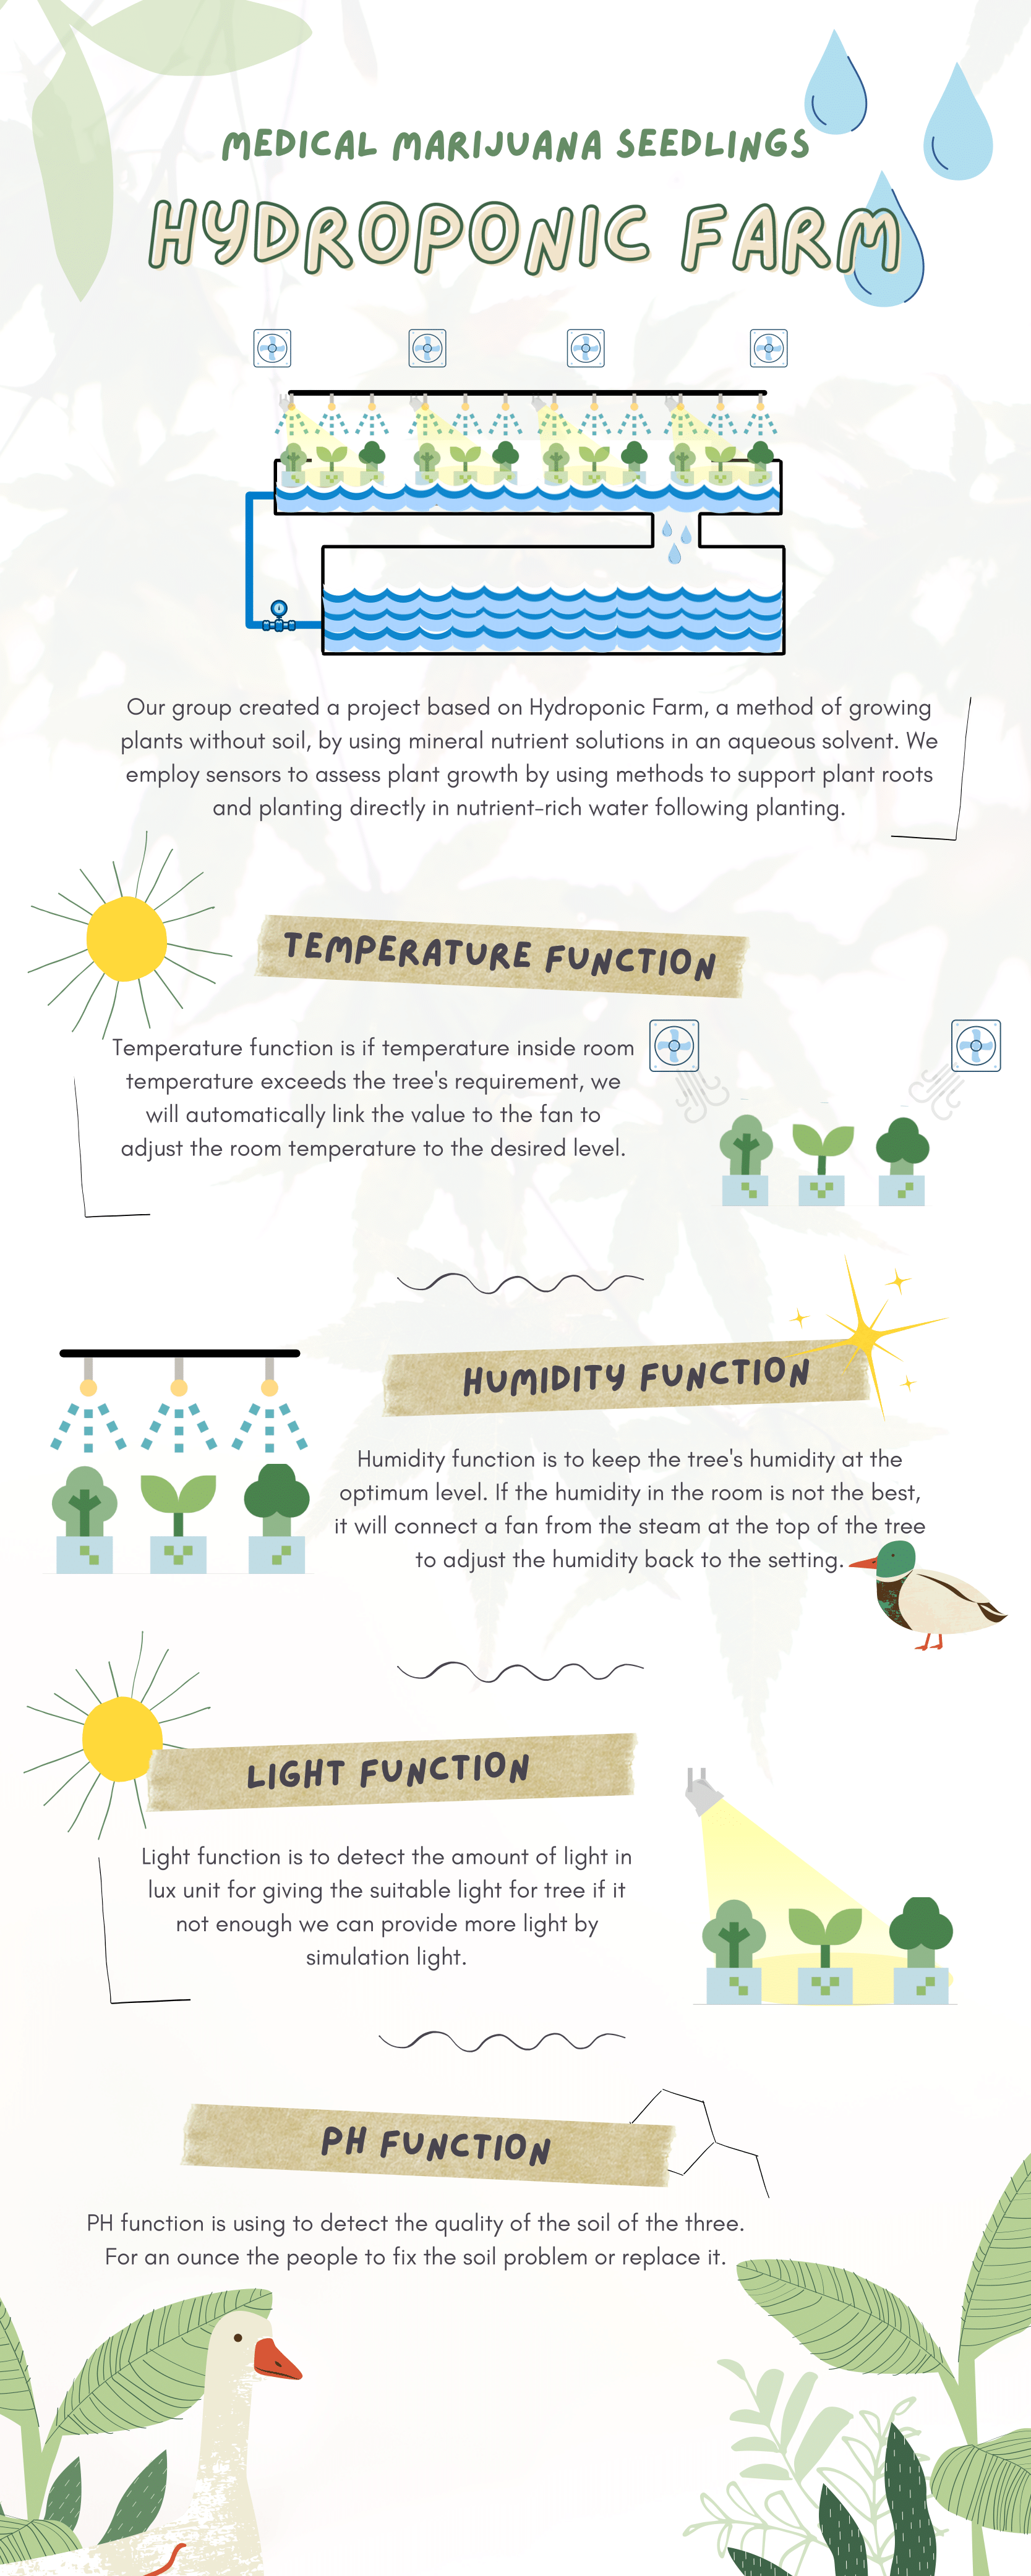 MEDICAL MARIJUANA SEEDLINGS
HYDROPONIC FARM
Our group created a project based on Hydroponic Farm, a method of growing
plants without soil, by using mineral nutrient solutions in an aqueous solvent. We
employ sensors to assess plant growth by using methods to support plant roots
and planting directly in nutrient-rich water following planting.
TEMPERATURE FUNCTION
Temperature function is if temperature inside room
temperature exceeds the tree's requirement, we
will automatically link the value to the fan to
adjust the room temperature to the desired level.
HUMIDITY FUNCTION
Humidity function is to keep the tree's humidity at the
optimum level. If the humidity in the room is not the best,
it will connect a fan from the steam at the top of the tree
to adjust the humidity back to the setting.
LIGHT FUNCTION
Light function is to detect the amount of light in
lux unit for giving the suitable light for tree if it
not enough we can provide more light by
simulation light.
PH FUNCTION
PH function is using to detect the quality of the soil of the three.
For an ounce the people to fix the soil problem or replace it.